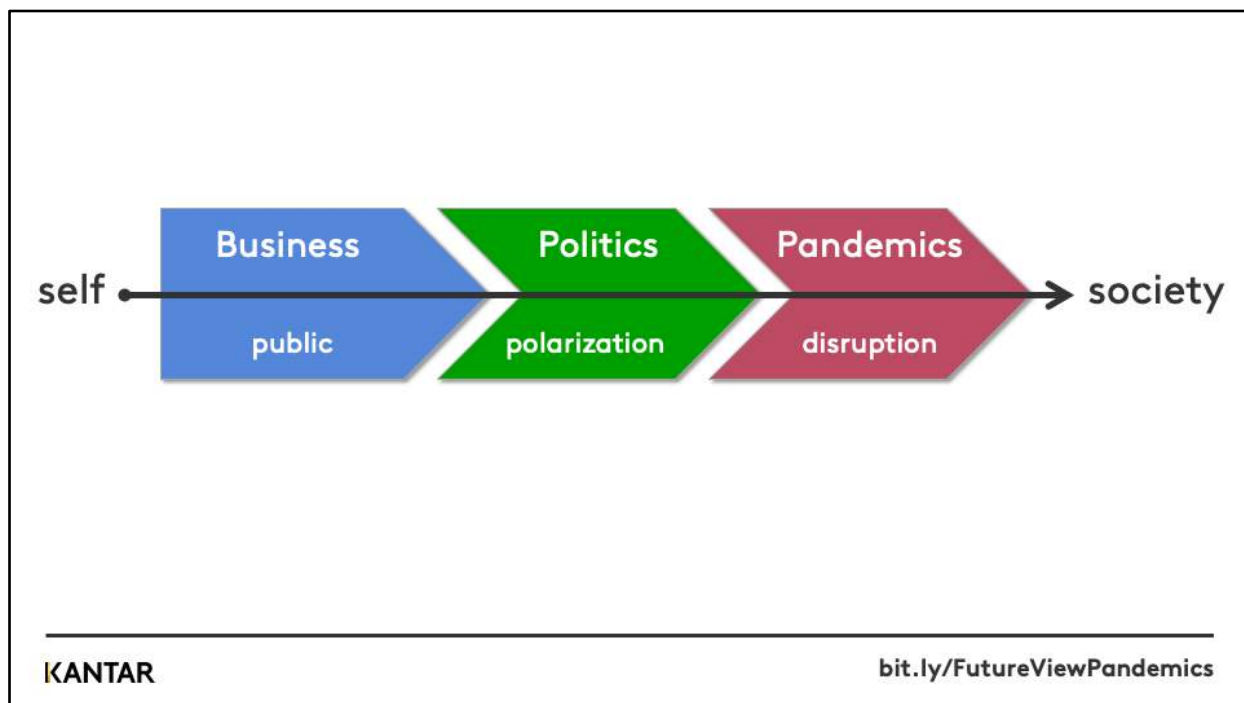 Business
Politics
Pandemics
self
society
public
polarization
disruption
KANTAR
bit.ly/FutureViewPandemics